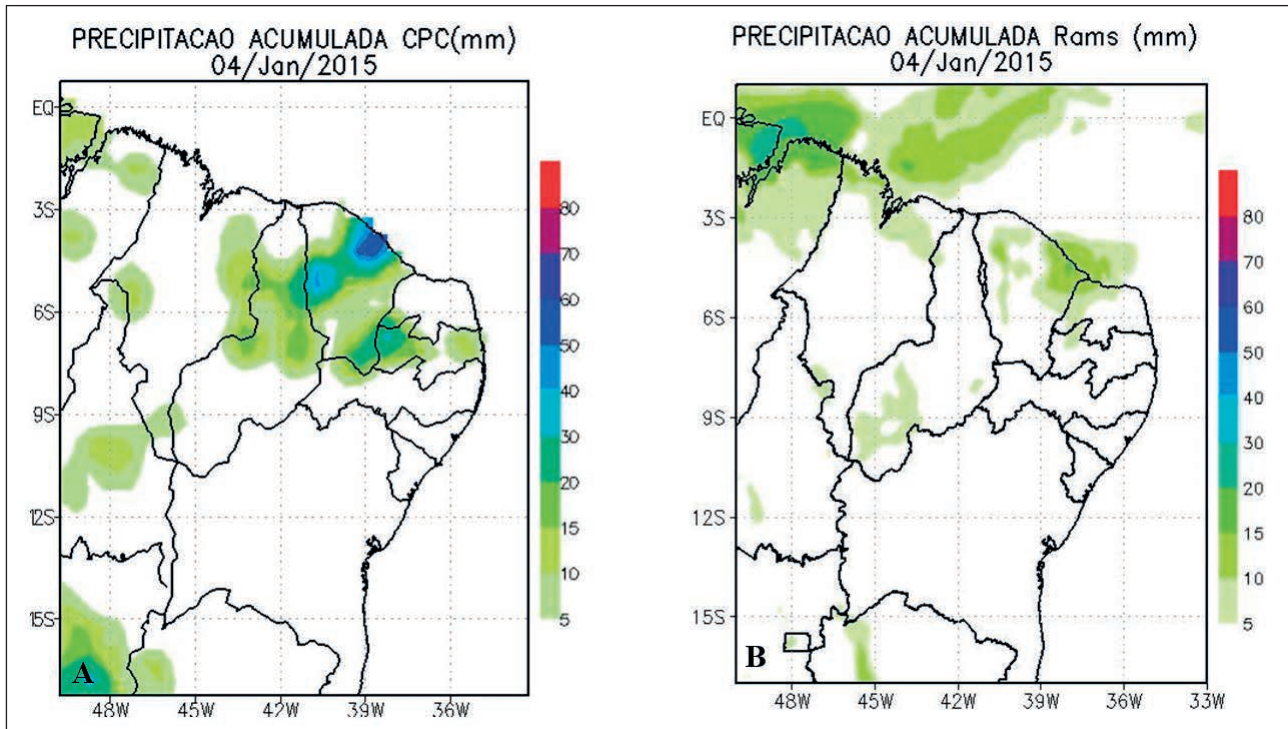 PRECIPITACAO ACUMULADA CPC(mm)
04/Jan/2015
EQ
3S
6S
9S
12S
15S
48W 45W 42W 39W 36W
80
70
60
50
40
30
20
15
10
5
A
PRECIPITACAO ACUMULADA Rams (mm)
04/Jan/2015
EQ
3S
6S
9S
12S
15S
48W 45W 42W 39W 36W 33W
80
70
60
50
40
30
20
15
10
5
B